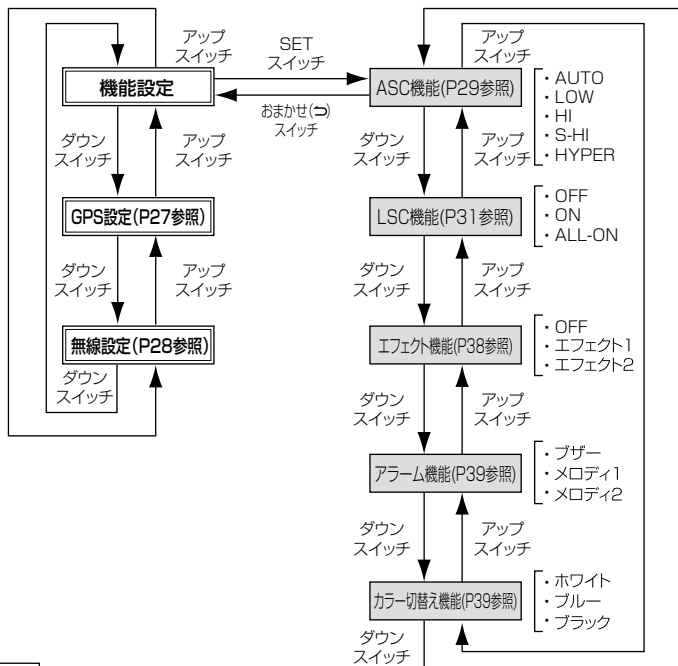 アップ
スイッチ
SET
スイッチ
アップ
スイッチ
機能設定
おまかせ(⊃)
スイッチ
ASC機能(P29参照)
・AUTO
・LOW
・HI
・S-HI
・HYPER
ダウン
スイッチ
アップ
スイッチ
ダウン
スイッチ
アップ
スイッチ
GPS設定(P27参照)
LSC機能(P31参照)
・OFF
・ON
・ALL-ON
ダウン
スイッチ
アップ
スイッチ
ダウン
スイッチ
アップ
スイッチ
無線設定(P28参照)
エフェクト機能(P38参照)
・OFF
・エフェクト1
・エフェクト2
ダウン
スイッチ
ダウン
スイッチ
アップ
スイッチ
アラーム機能(P39参照)
・ブザー
・メロディ1
・メロディ2
ダウン
スイッチ
アップ
スイッチ
カラー切替え機能(P39参照)
・ホワイト
・ブルー
・ブラック
ダウン
スイッチ